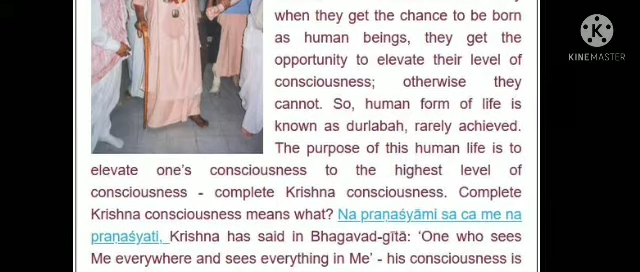 when they get the chance to be born
as human beings, they get the
opportunity to elevate their level of
consciousness; otherwise they
cannot. So, human form of life is
known as durlabah, rarely achieved.
The purpose of this human life is to
elevate one's consciousness to the highest level of
consciousness - complete Krishna consciousness. Complete
Krishna consciousness means what? Na praṇaśyāmi sa ca me na
praṇaśyati, Krishna has said in Bhagavad-gītā: 'One who sees
Me everywhere and sees everything in Me' - his consciousness is
KINEMASTER